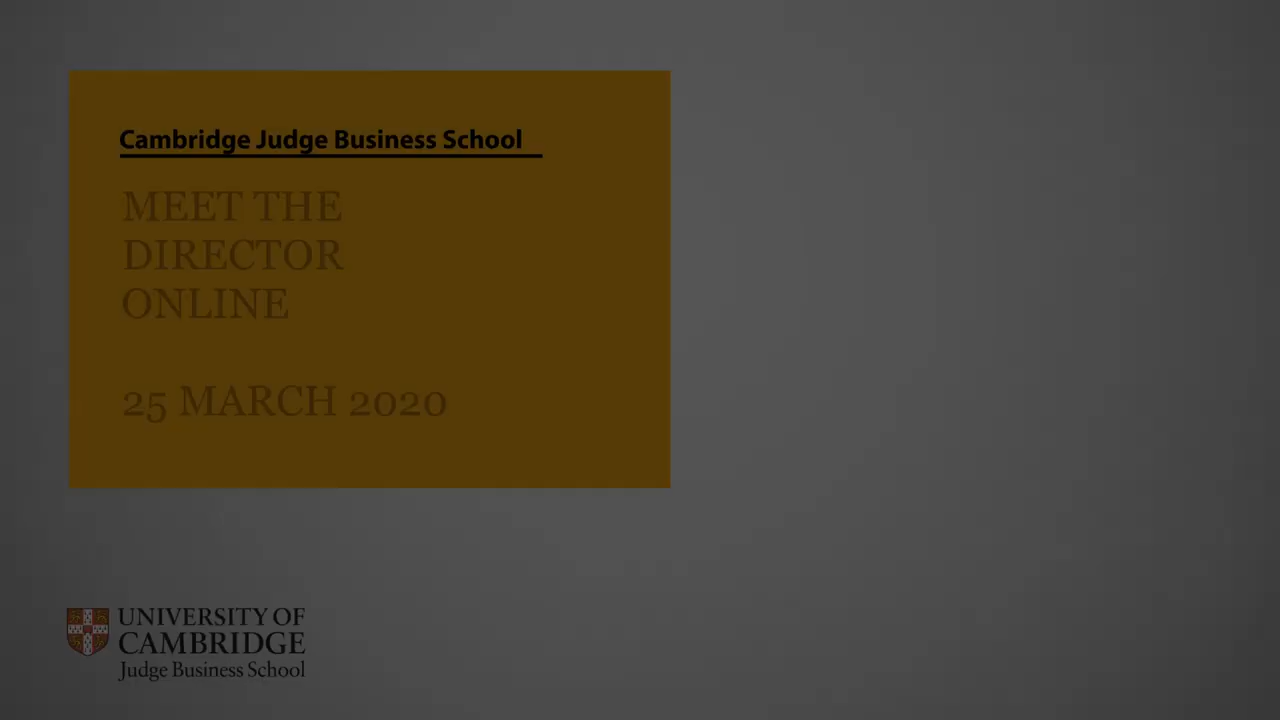 Cambridge Judge Business School
MEET THE
DIRECTOR
ONLINE
25 MARCH 2020
UNIVERSITY OF
CAMBRIDGE
Judge Business School